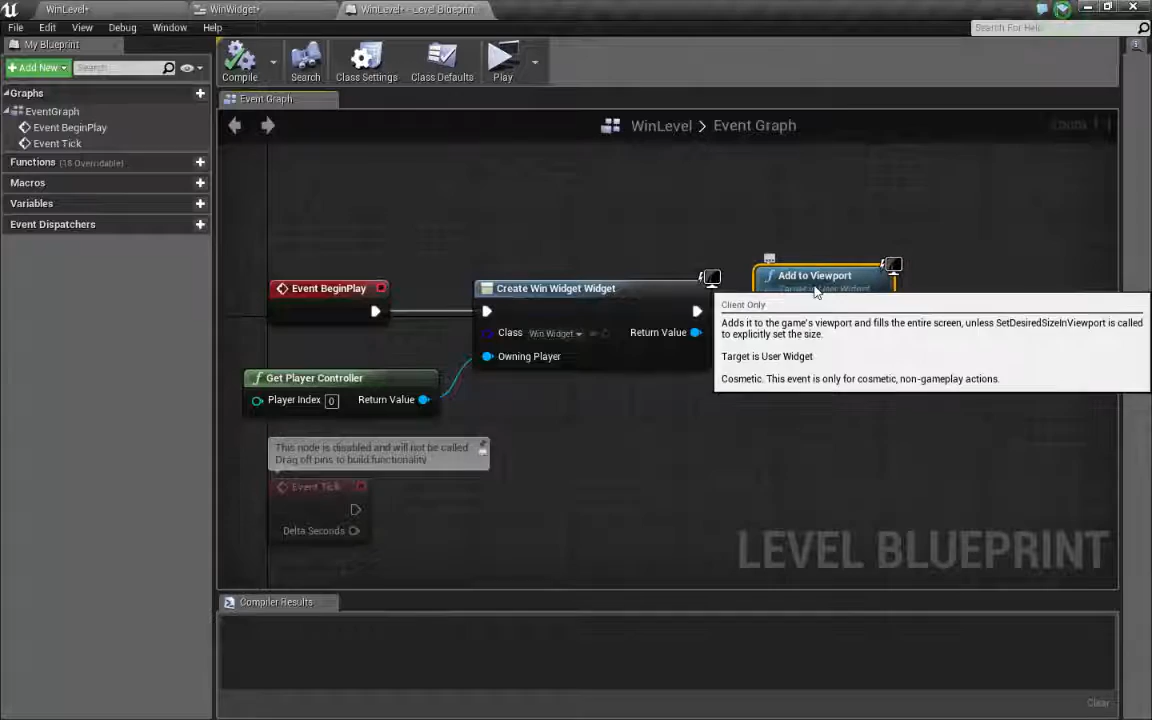 WinLevel*
WinWidget*
WinLevel* - Level Blueprint
File
Edit
View
Debug
Window
Help
Search For Help
My Blueprint
Add New
Search
Compile
Search
Class Settings
Class Defaults
Play
Graphs
EventGraph
Event BeginPlay
Event Tick
Functions (18 Overridable)
Macros
Variables
Event Dispatchers
Event Graph
WinLevel > Event Graph
Event BeginPlay
Create Win Widget Widget
Class Win Widget
Return Value
Owning Player
Get Player Controller
Player Index 0
Return Value
Add to Viewport
Target is User Widget
Client Only
Adds it to the game's viewport and fills the entire screen, unless SetDesiredSizeInViewport is called
to explicitly set the size.
Target is User Widget
Cosmetic. This event is only for cosmetic, non-gameplay actions.
This node is disabled and will not be called.
Drag off pins to build functionality.
Event Tick
Delta Seconds
LEVEL BLUEPRINT
Compiler Results
Clear